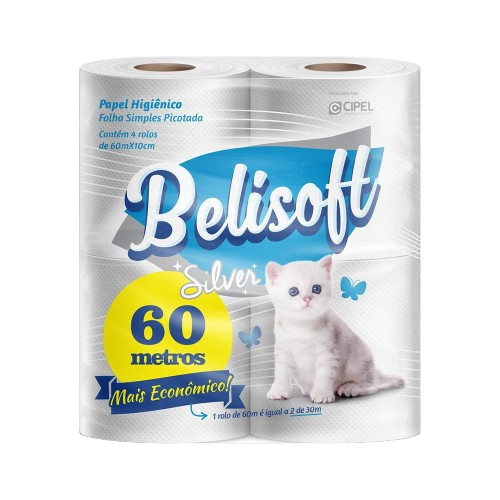 Papel Higiênico
Folha Simples Picotada
Contém 4 rolos
de 60mX10cm
CIPEL
Belisoft
Silver
60
metros
Mais Econômico!
1 rolo de 60m é igual a 2 de 30m